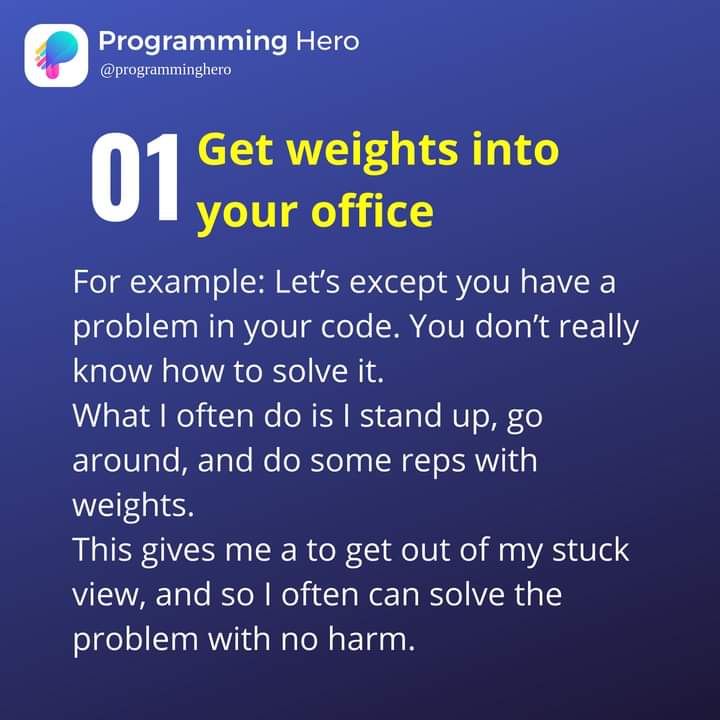 Programming Hero
@programminghero
01
Get weights into
your office
For example: Let’s except you have a
problem in your code. You don’t really
know how to solve it.
What I often do is I stand up, go
around, and do some reps with
weights.
This gives me a to get out of my stuck
view, and so I often can solve the
problem with no harm.